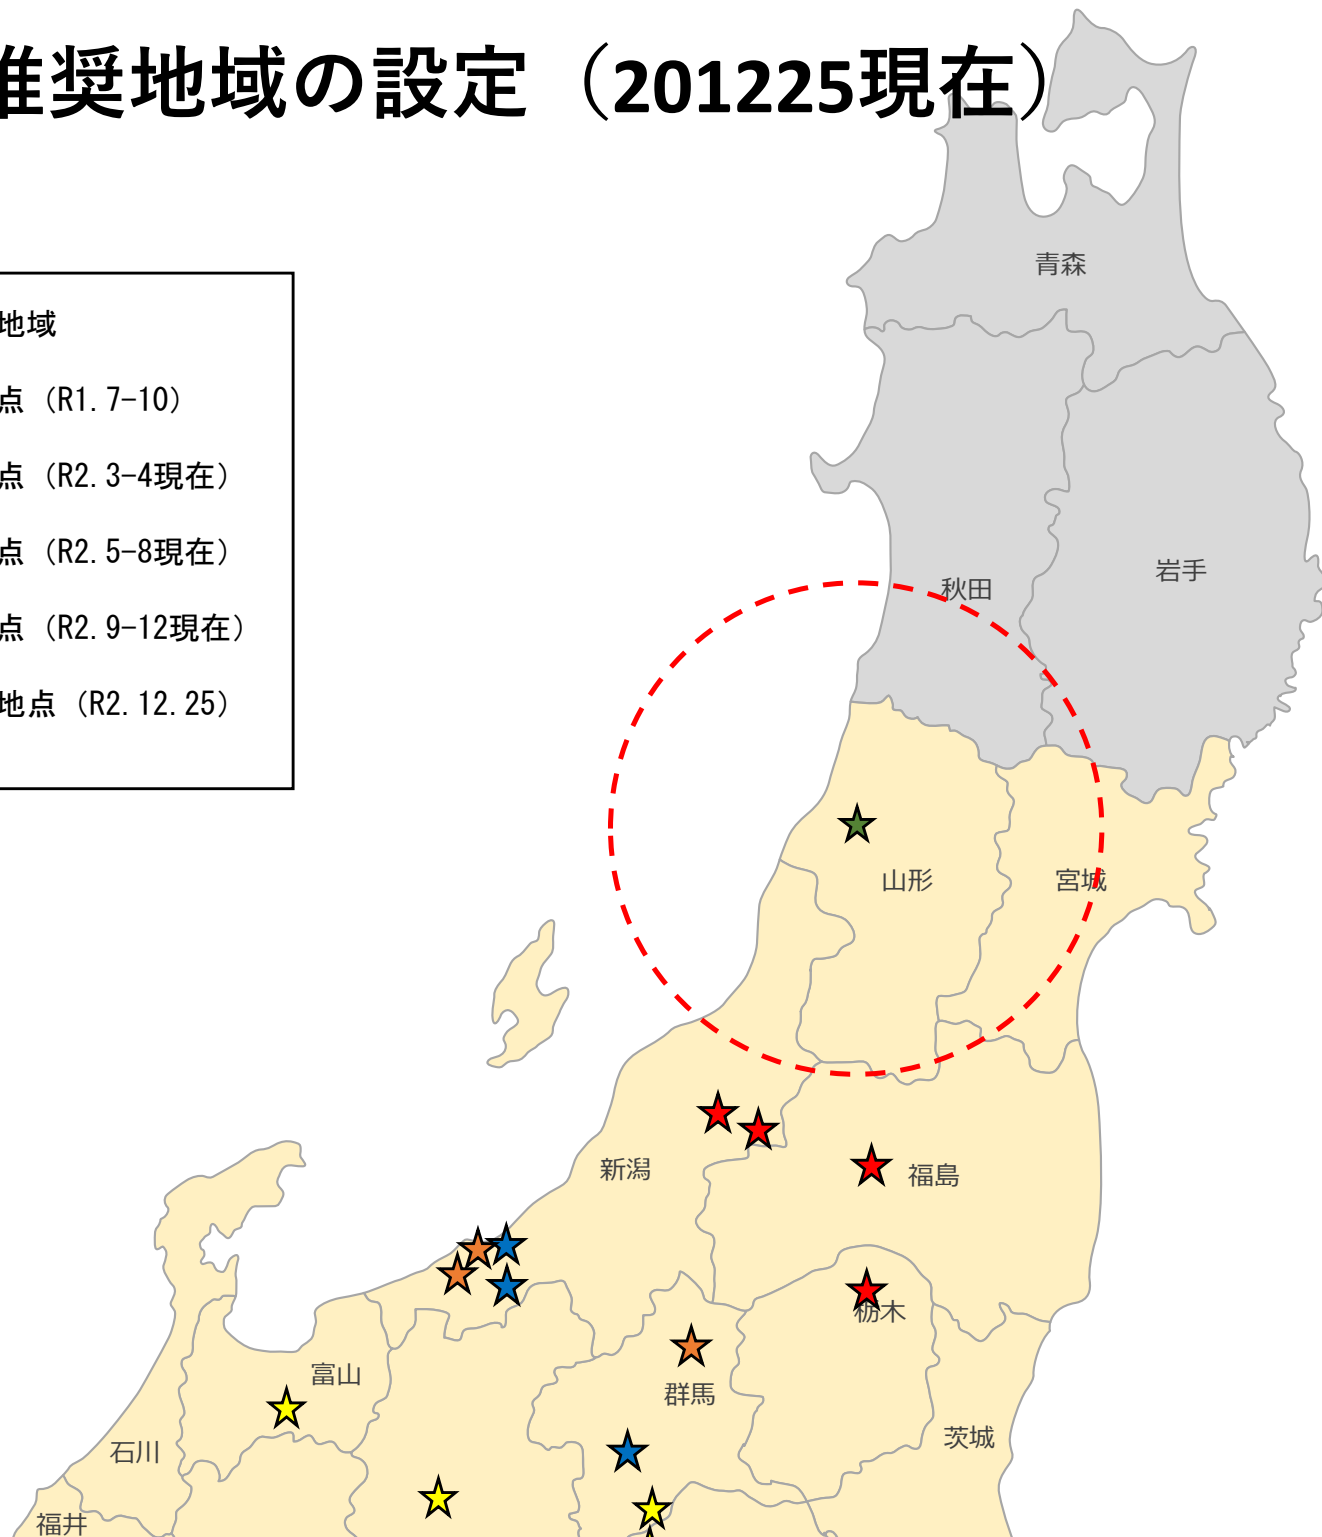 推奨地域の設定（201225現在）
地域
点（R1.7-10）
点（R2.3-4現在）
点（R2.5-8現在）
点（R2.9-12現在）
地点（R2.12.25）
青森
岩手
秋田
山形
宮城
新潟
福島
栃木
富山
群馬
茨城
石川
福井